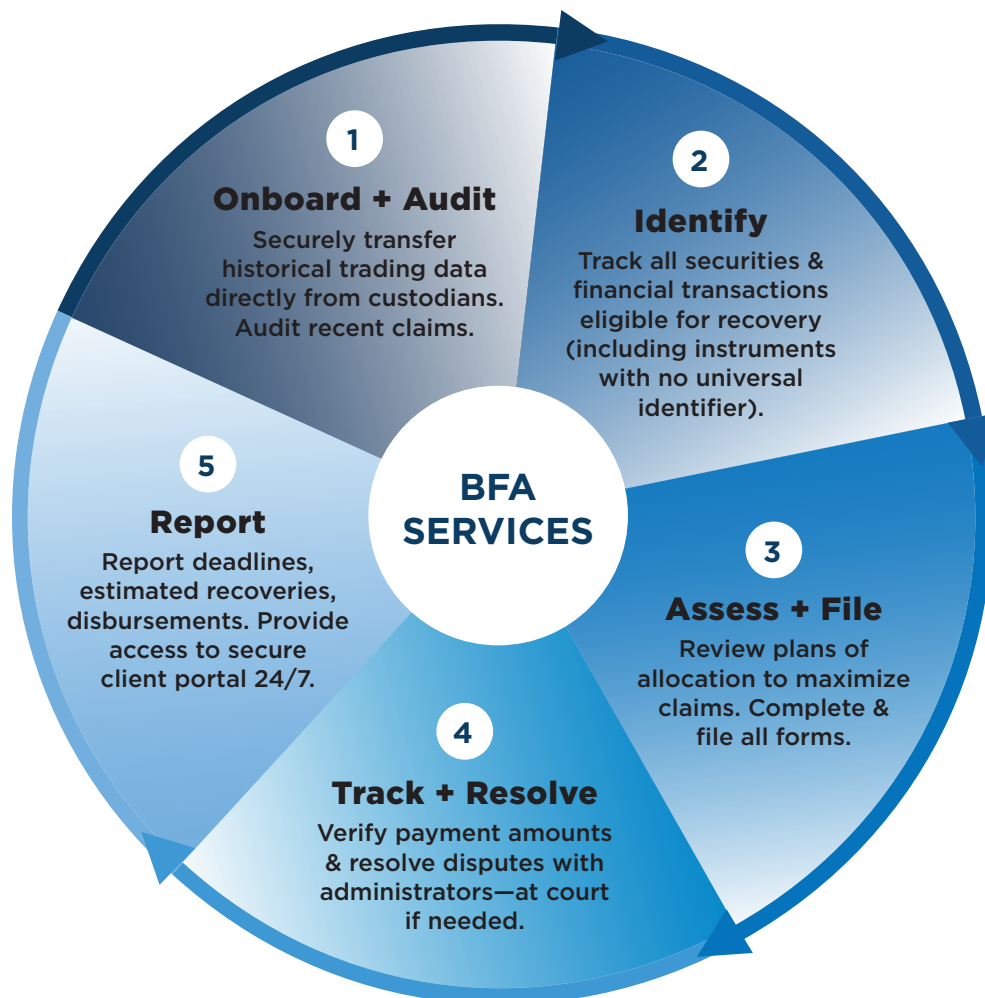 1
Onboard + Audit
Securely transfer
historical trading data
directly from custodians.
Audit recent claims.
2
Identify
Track all securities &
financial transactions
eligible for recovery
(including instruments
with no universal
identifier).
3
Assess + File
Review plans of
allocation to maximize
claims. Complete &
file all forms.
4
Track + Resolve
Verify payment amounts
& resolve disputes with
administrators—at court
if needed.
5
Report
Report deadlines,
estimated recoveries,
disbursements. Provide
access to secure
client portal 24/7.
BFA
SERVICES